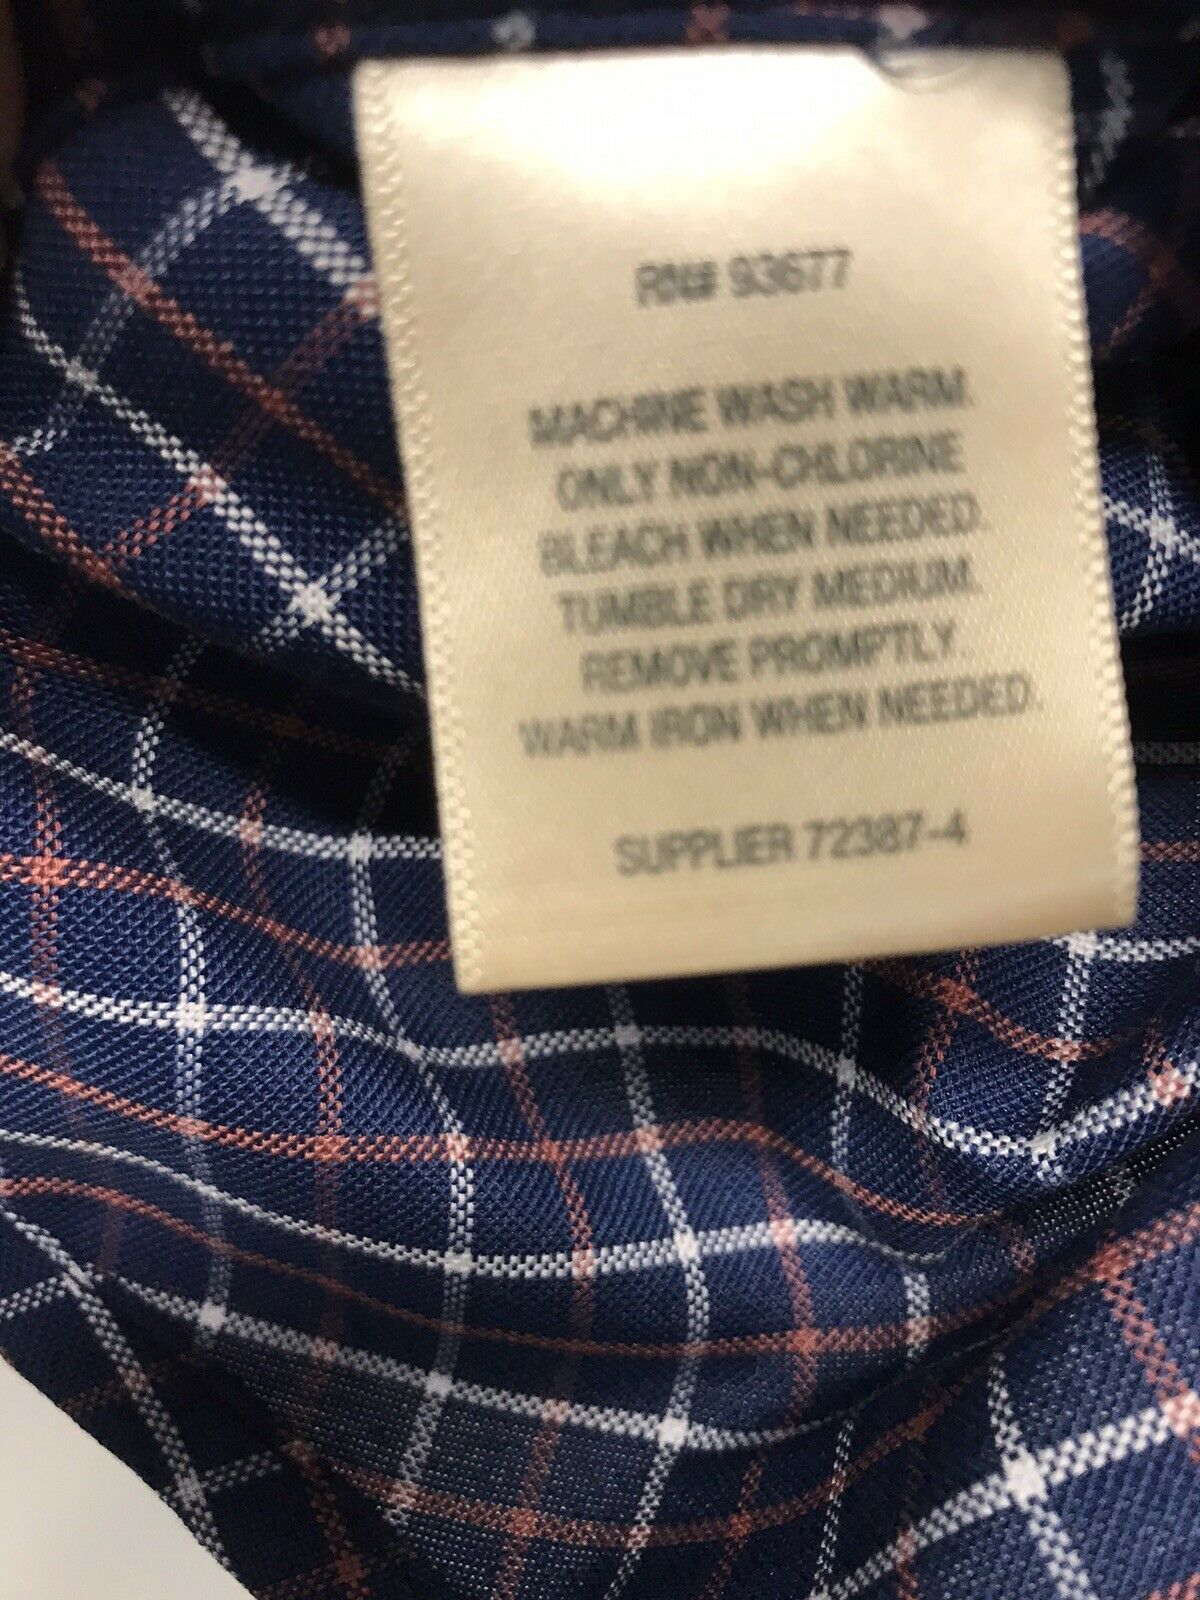 RN# 93677
MACHINE WASH WARM.
ONLY NON-CHLORINE
BLEACH WHEN NEEDED.
TUMBLE DRY MEDIUM.
REMOVE PROMPTLY.
WARM IRON WHEN NEEDED.
SUPPLIER 72387-4